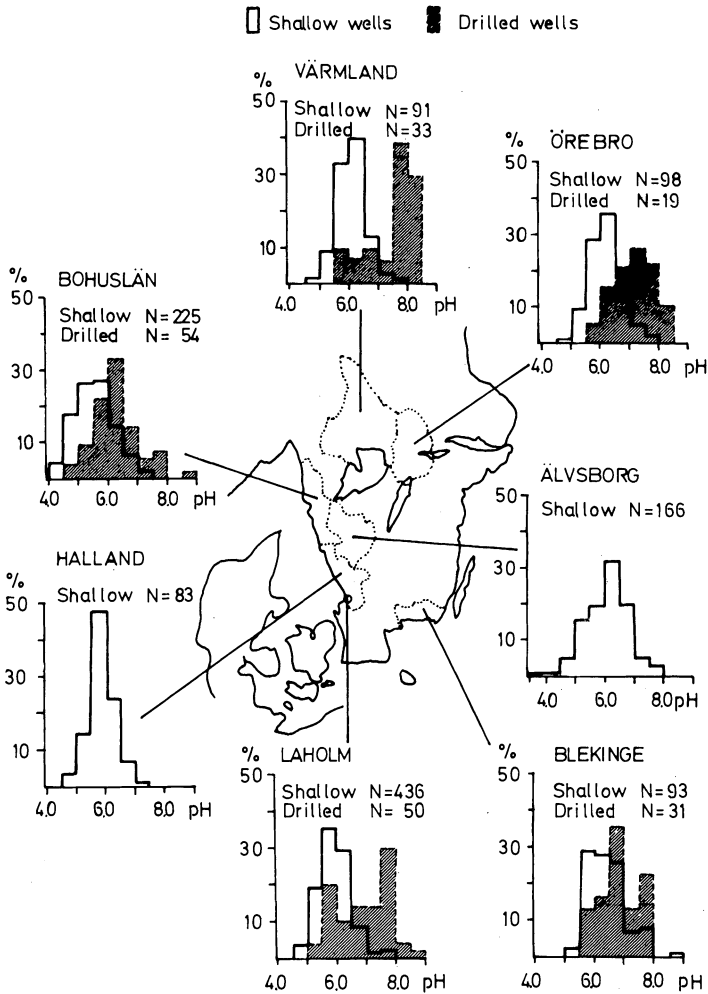 Shallow wells Drilled wells
VÄRMLAND
%
50
30
10
Shallow N=91
Drilled N=33
4.0 6.0 8.0 pH
ÖREBRO
%
50
30
10
Shallow N=98
Drilled N=19
4.0 6.0 8.0 pH
BOHUSLÄN
%
50
30
10
Shallow N=225
Drilled N= 54
4.0 6.0 8.0 pH
ÄLVSBORG
50
30
10
Shallow N=166
4.0 6.0 8.0 pH
HALLAND
%
50
30
10
Shallow N=83
4.0 6.0 8.0 pH
LAHOLM
%
50
30
10
Shallow N=436
Drilled N= 50
4.0 6.0 8.0 pH
BLEKINGE
%
50
30
10
Shallow N=93
Drilled N=31
4.0 6.0 8.0 pH